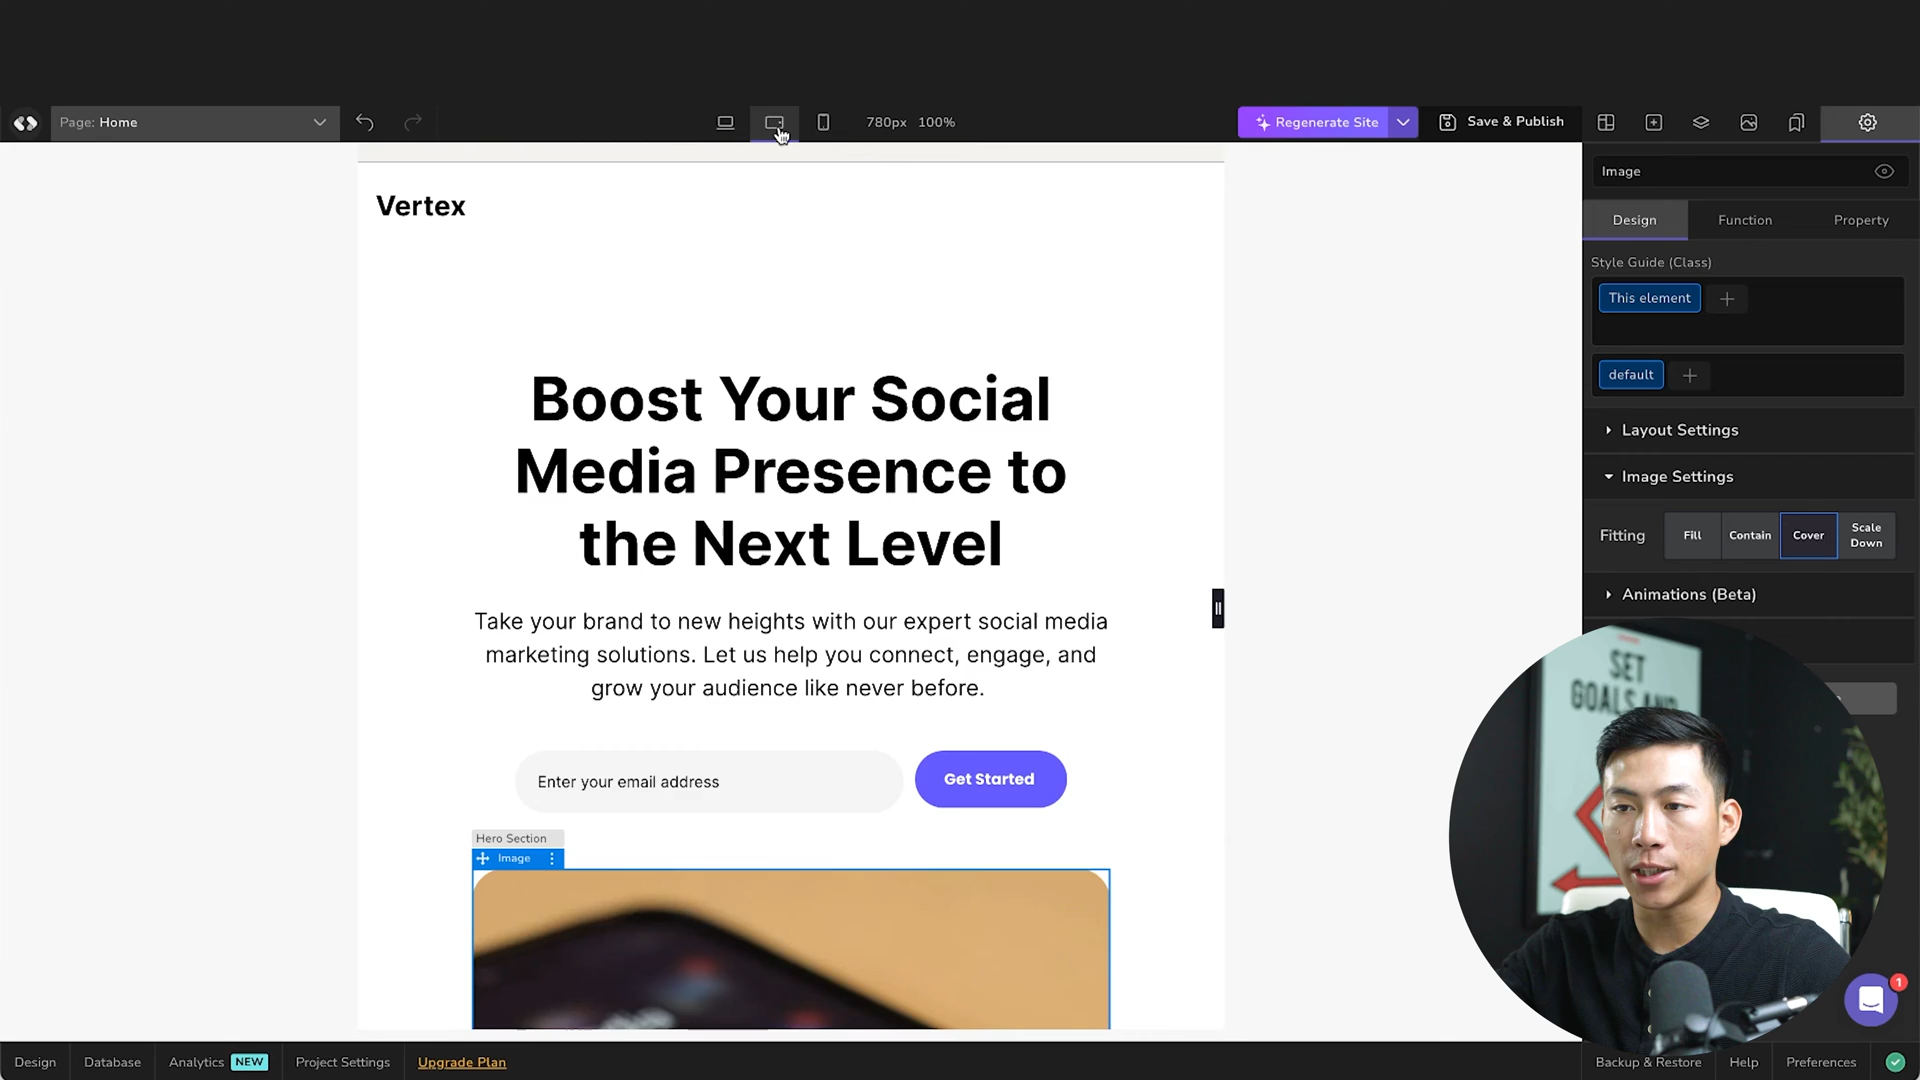 Page: Home
780px 100%
Regenerate Site
Save & Publish
Image
Design Function Property
Style Guide (Class)
This element
default
Layout Settings
Image Settings
Fitting Fill Contain Cover Scale Down
Animations (Beta)
Vertex
Boost Your Social
Media Presence to
the Next Level
Take your brand to new heights with our expert social media
marketing solutions. Let us help you connect, engage, and
grow your audience like never before.
Enter your email address
Get Started
Hero Section
Image
SET
GOALS AND
1
Design Database Analytics NEW Project Settings Upgrade Plan
Backup & Restore Help Preferences